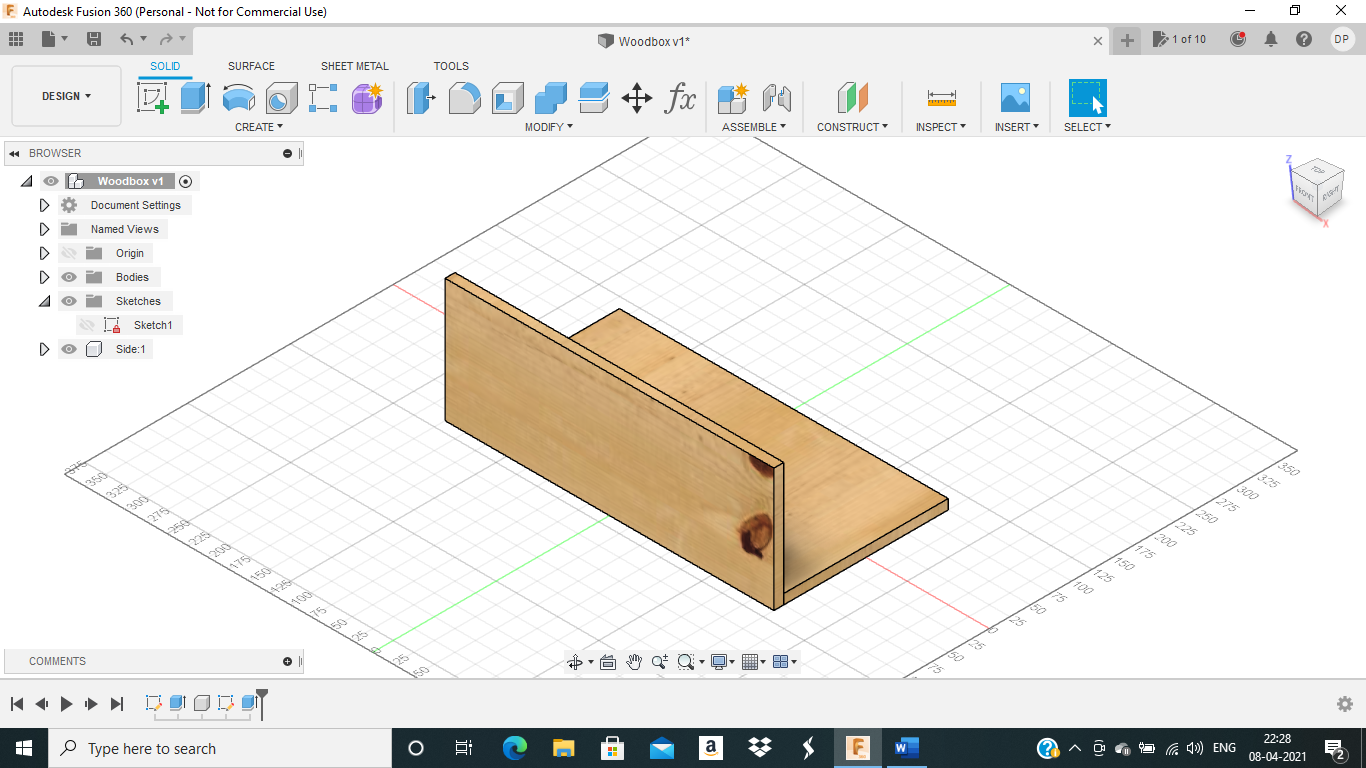 Autodesk Fusion 360 (Personal - Not for Commercial Use)
Woodbox v1*
1 of 10
DP
SOLID SURFACE SHEET METAL TOOLS
DESIGN
fx
CREATE MODIFY ASSEMBLE CONSTRUCT INSPECT INSERT SELECT
BROWSER
Woodbox v1
Document Settings
Named Views
Origin
Bodies
Sketches
Sketch1
Side:1
Z
TOP
FRONT
RIGHT
X
375
350
325
300
275
250
225
200
175
150
125
100
75
50
25
0
25
50
350
325
300
275
250
225
200
175
150
125
100
75
50
25
0
25
50
75
COMMENTS
Type here to search
a
F
W
ENG
22:28
08-04-2021
2